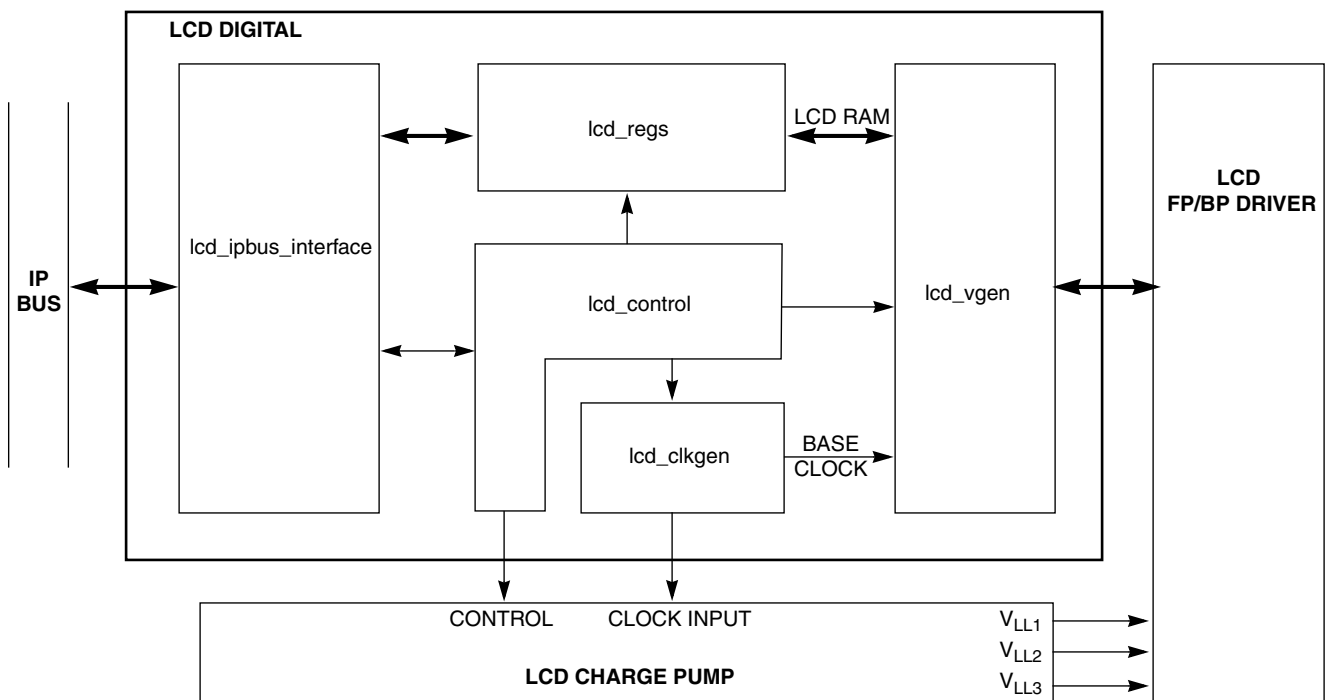 LCD DIGITAL
lcd_regs
LCD RAM
LCD
FP/BP DRIVER
lcd_ipbus_interface
IP
BUS
lcd_control
lcd_vgen
lcd_clkgen
BASE
CLOCK
CONTROL
CLOCK INPUT
VLL1
VLL2
VLL3
LCD CHARGE PUMP